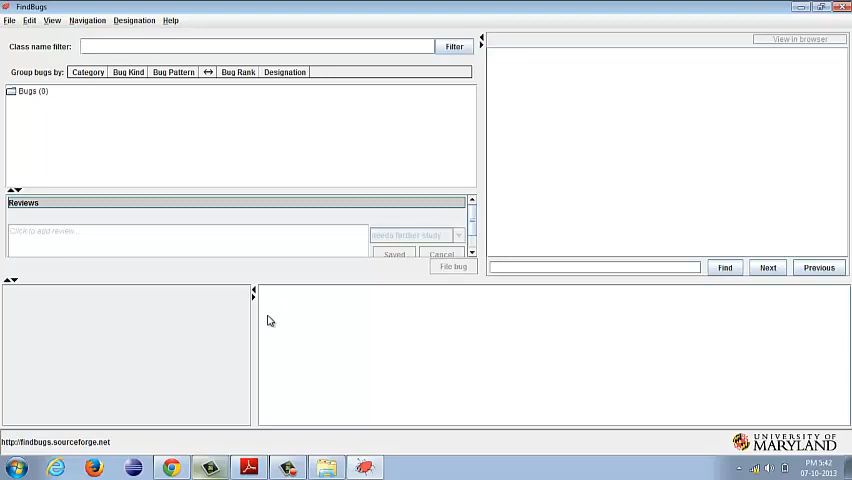 FindBugs
File Edit View Navigation Designation Help
Class name filter: Filter
View in browser
Group bugs by: Category Bug Kind Bug Pattern Bug Rank Designation
Bugs (0)
Reviews
Click to add review...
needs further study
Saved Cancel
File bug
Find Next Previous
http://findbugs.sourceforge.net
UNIVERSITY OF
MARYLAND
PM 5:42
07-10-2013